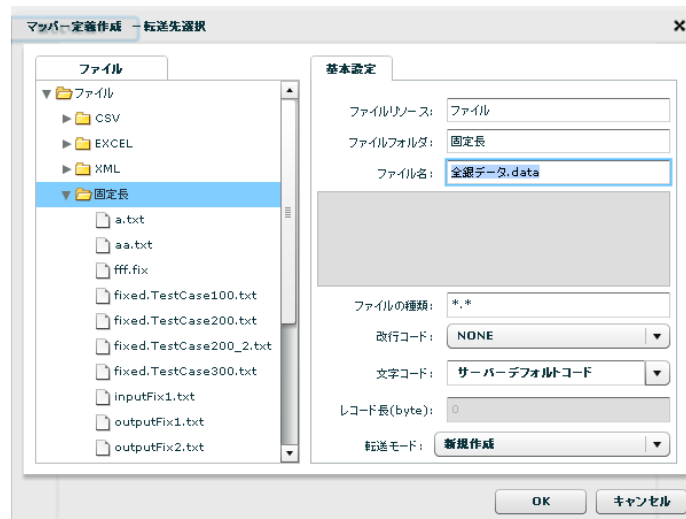 マッパー定義作成 －転送先選択
ファイル
ファイル
CSV
EXCEL
XML
固定長
a.txt
aa.txt
fff.fix
fixed.TestCase100.txt
fixed.TestCase200.txt
fixed.TestCase200_2.txt
fixed.TestCase300.txt
inputFix1.txt
outputFix1.txt
outputFix2.txt
基本設定
ファイルリソース: ファイル
ファイルフォルダ: 固定長
ファイル名: 全銀データ.data
ファイルの種類: *.*
改行コード: NONE
文字コード: サーバーデフォルトコード
レコード長(byte): 0
転送モード: 新規作成
OK キャンセル